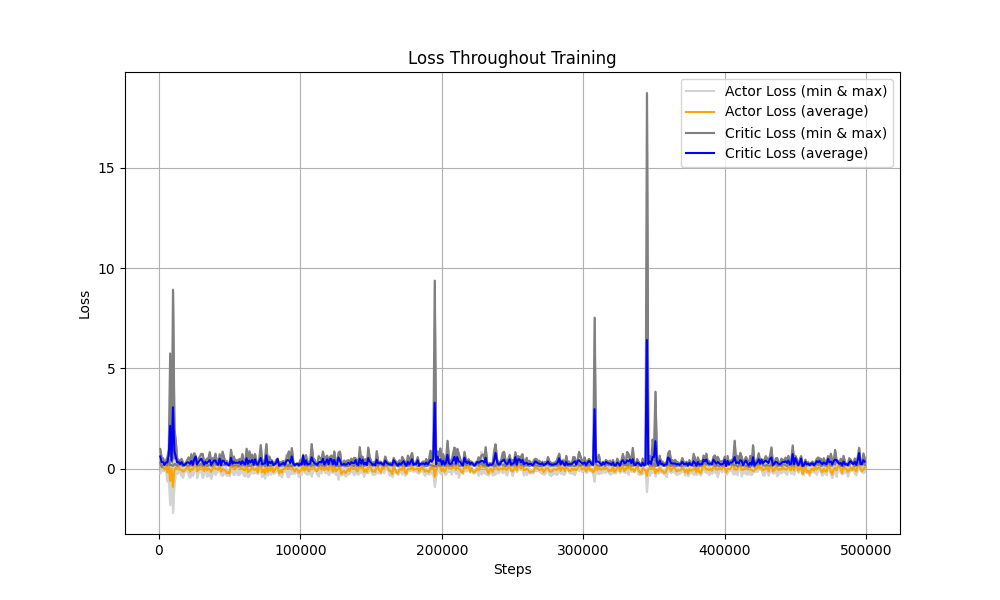 Loss Throughout Training
Actor Loss (min & max)
Actor Loss (average)
Critic Loss (min & max)
Critic Loss (average)
15
10
5
0
Loss
0
100000
200000
300000
400000
500000
Steps